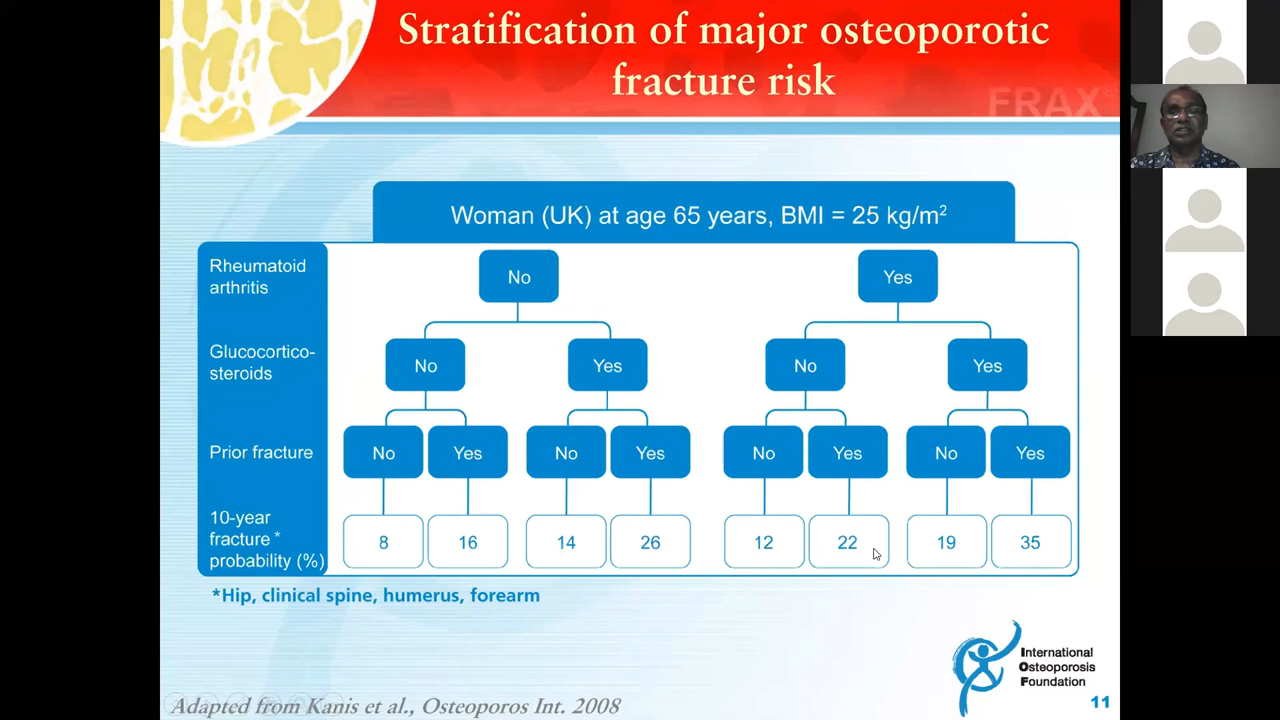 Stratification of major osteoporotic
fracture risk
FRAX
Woman (UK) at age 65 years, BMI = 25 kg/m²
Rheumatoid
arthritis
No
Yes
Glucocortico-
steroids
No
Yes
No
Yes
Prior fracture
No
Yes
No
Yes
No
Yes
No
Yes
10-year
fracture *
probability (%)
8
16
14
26
12
22
19
35
*Hip, clinical spine, humerus, forearm
International
Osteoporosis
Foundation
Adapted from Kanis et al., Osteoporos Int. 2008
11